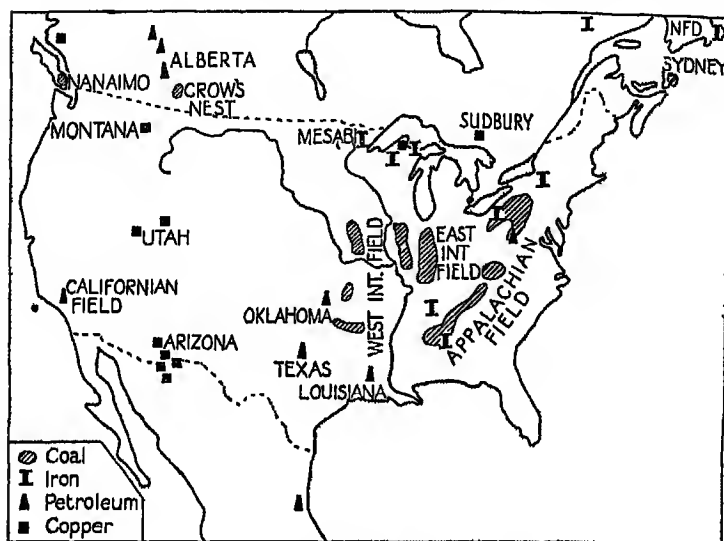 NFD
ALBERTA
SYDNEY
NANAIMO
CROW'S
NEST
MONTANA
MESABI
SUDBURY
UTAH
WEST INT. FIELD
EAST
INT
FIELD
APPALACHIAN
FIELD
CALIFORNIAN
FIELD
OKLAHOMA
ARIZONA
TEXAS
LOUISIANA
Coal
Iron
Petroleum
Copper